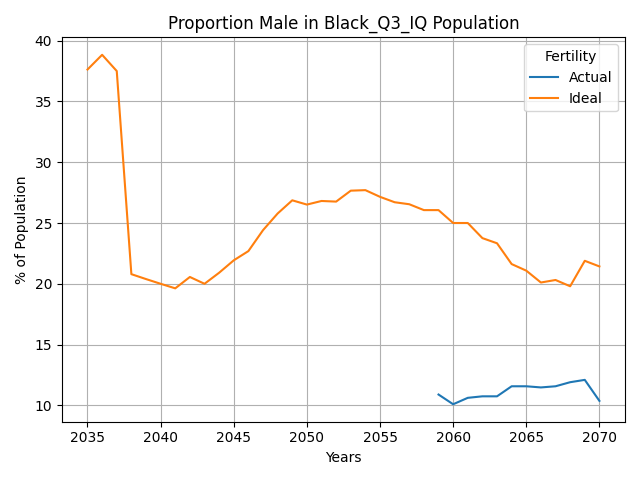 Proportion Male in Black_Q3_IQ Population
% of Population
40
35
30
25
20
15
10
Fertility
Actual
Ideal
2035
2040
2045
2050
2055
2060
2065
2070
Years